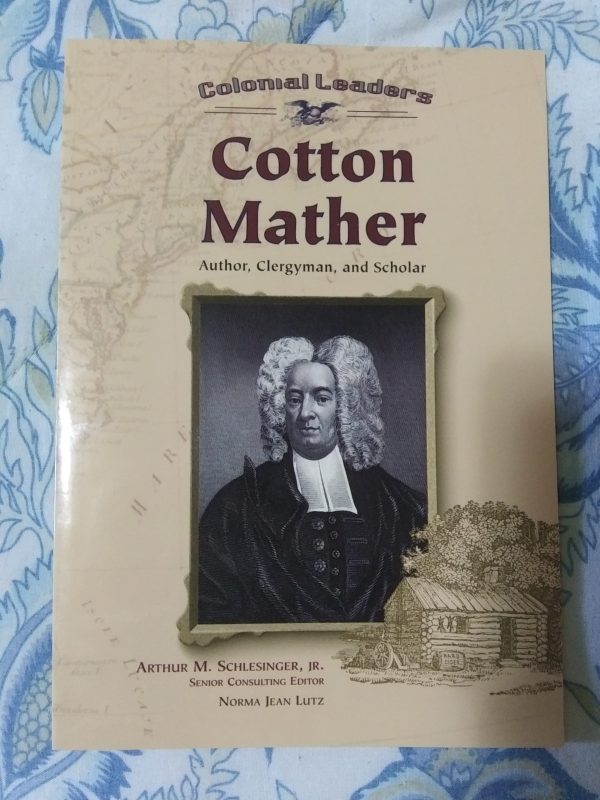 Colonial Leaders
Cotton
Mather
Author, Clergyman, and Scholar
ARTHUR M. SCHLESINGER, JR.
SENIOR CONSULTING EDITOR
NORMA JEAN LUTZ